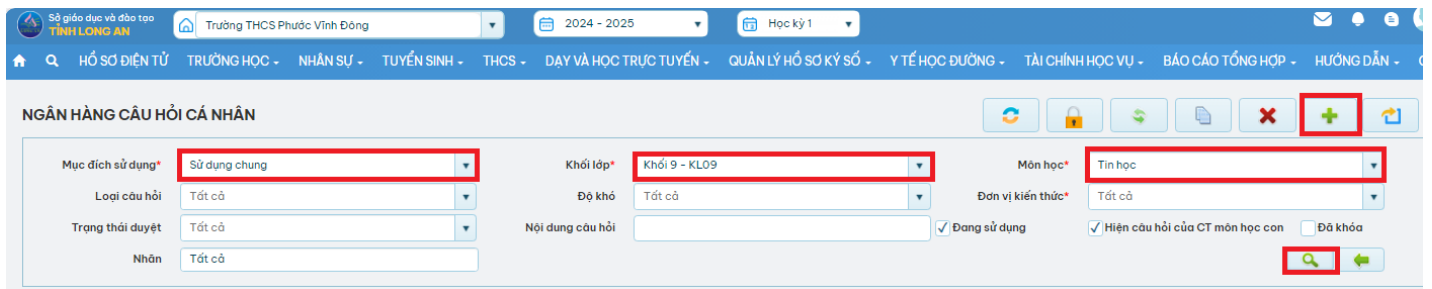 Sở giáo dục và đào tạo
TỈNH LONG AN
Trường THCS Phước Vĩnh Đông
2024 - 2025
Học kỳ 1
HỒ SƠ ĐIỆN TỬ TRƯỜNG HỌC NHÂN SỰ TUYỂN SINH THCS DẠY VÀ HỌC TRỰC TUYẾN QUẢN LÝ HỒ SƠ KÝ SỐ Y TẾ HỌC ĐƯỜNG TÀI CHÍNH HỌC VỤ BÁO CÁO TỔNG HỢP HƯỚNG DẪN
NGÂN HÀNG CÂU HỎI CÁ NHÂN
Mục đích sử dụng* Sử dụng chung Khối lớp* Khối 9 - KL09 Môn học* Tin học
Loại câu hỏi Tất cả Độ khó Tất cả Đơn vị kiến thức* Tất cả
Trạng thái duyệt Tất cả Nội dung câu hỏi Đang sử dụng Hiện câu hỏi của CT môn học con Đã khóa
Nhãn Tất cả